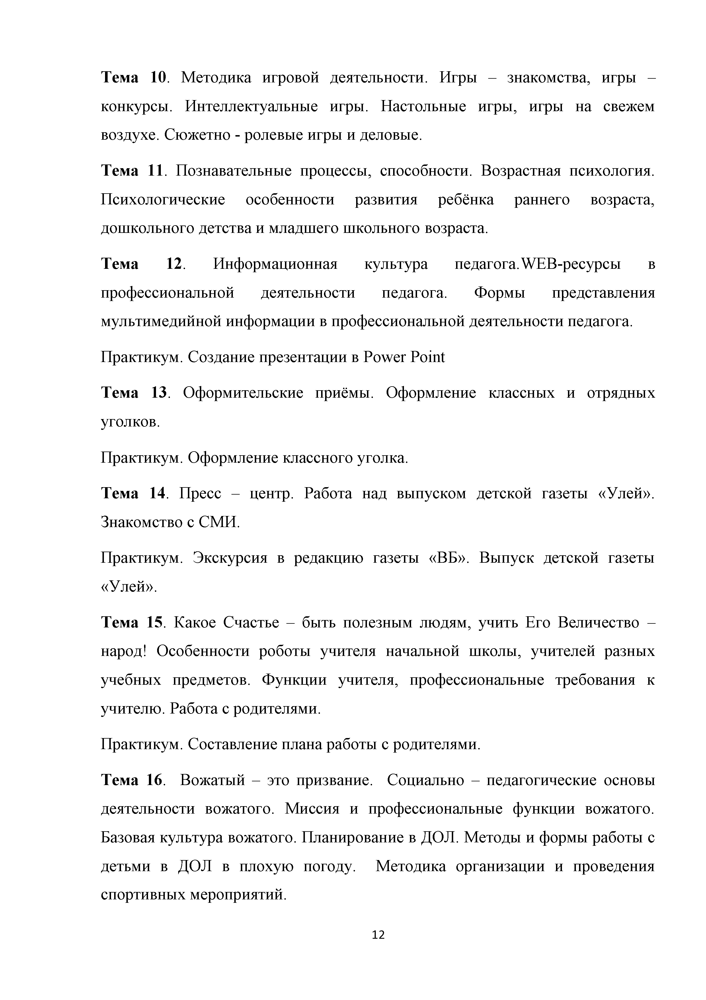 Тема 10. Методика игровой деятельности. Игры – знакомства, игры –
конкурсы. Интеллектуальные игры. Настольные игры, игры на свежем
воздухе. Сюжетно - ролевые игры и деловые.
Тема 11. Познавательные процессы, способности. Возрастная психология.
Психологические особенности развития ребёнка раннего возраста,
дошкольного детства и младшего школьного возраста.
Тема 12. Информационная культура педагога.WEB-ресурсы в
профессиональной деятельности педагога. Формы представления
мультимедийной информации в профессиональной деятельности педагога.
Практикум. Создание презентации в Power Point
Тема 13. Оформительские приёмы. Оформление классных и отрядных
уголков.
Практикум. Оформление классного уголка.
Тема 14. Пресс – центр. Работа над выпуском детской газеты «Улей».
Знакомство с СМИ.
Практикум. Экскурсия в редакцию газеты «ВБ». Выпуск детской газеты
«Улей».
Тема 15. Какое Счастье – быть полезным людям, учить Его Величество –
народ! Особенности роботы учителя начальной школы, учителей разных
учебных предметов. Функции учителя, профессиональные требования к
учителю. Работа с родителями.
Практикум. Составление плана работы с родителями.
Тема 16. Вожатый – это призвание. Социально – педагогические основы
деятельности вожатого. Миссия и профессиональные функции вожатого.
Базовая культура вожатого. Планирование в ДОЛ. Методы и формы работы с
детьми в ДОЛ в плохую погоду. Методика организации и проведения
спортивных мероприятий.
12